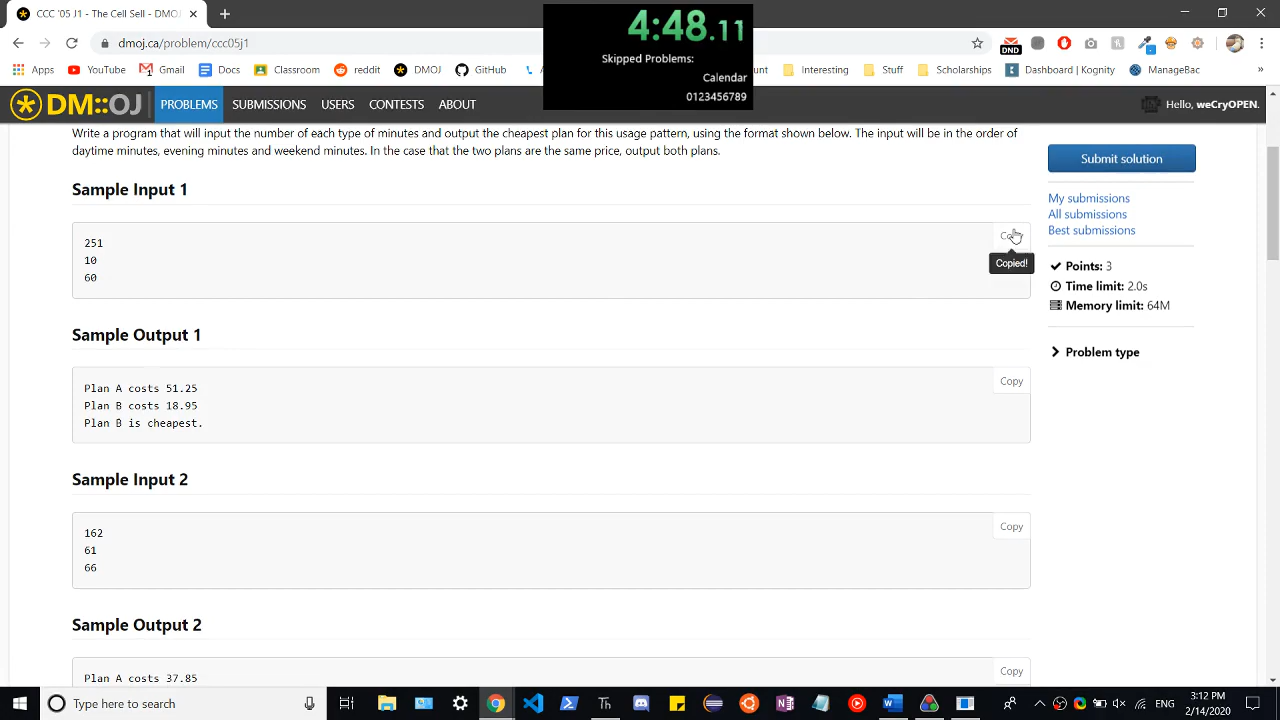 CCC '05 J1 - The Cell Sell - DMOJ
4:48.11
Skipped Problems:
Calendar
0123456789
dmoj.ca/problem/ccc05j1
DND
Apps
YouTube
Gmail
Docs
Classroom
reddit
DMOJ
GitHub
Interesting
Stuff
Scholarships
Dashboard | Kognity
ManageBac
DM::OJ
PROBLEMS
SUBMISSIONS
USERS
CONTESTS
ABOUT
Hello, weCryOPEN.
Write a program that will input the number of each type of minutes and output the cheapest plan for this usage pattern, using the format shown below. The input will be in the order of
daytime minutes, evening minutes and weekend minutes. In the case that the two plans are the same price, output both plans.
Submit solution
My submissions
All submissions
Best submissions
Points: 3
Time limit: 2.0s
Memory limit: 64M
Problem type
Sample Input 1
Copied!
251
10
60
Sample Output 1
Copy
Plan A costs 51.25
Plan B costs 18.95
Plan B is cheapest.
Sample Input 2
Copy
162
61
66
Sample Output 2
Copy
Plan A costs 37.85
Type here to search
ENG
3:12 PM
2/14/2020